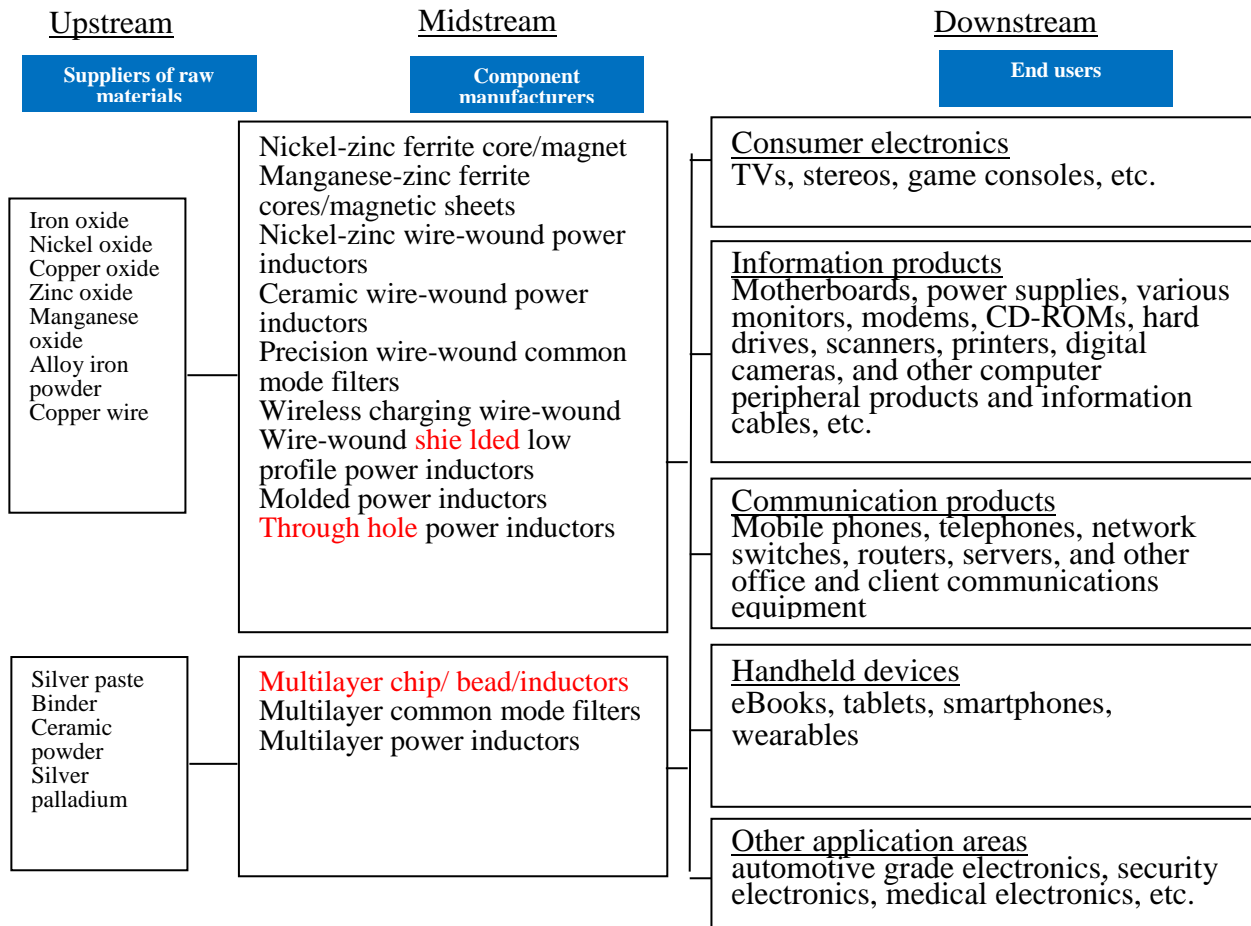 Upstream
Midstream
Downstream
Suppliers of raw
materials
Component
manufacturers
End users
Iron oxide
Nickel oxide
Copper oxide
Zinc oxide
Manganese
oxide
Alloy iron
powder
Copper wire
Nickel-zinc ferrite core/magnet
Manganese-zinc ferrite
cores/magnetic sheets
Nickel-zinc wire-wound power
inductors
Ceramic wire-wound power
inductors
Precision wire-wound common
mode filters
Wireless charging wire-wound
Wire-wound shie lded low
profile power inductors
Molded power inductors
Through hole power inductors
Silver paste
Binder
Ceramic
powder
Silver
palladium
Multilayer chip/ bead/inductors
Multilayer common mode filters
Multilayer power inductors
Consumer electronics
TVs, stereos, game consoles, etc.
Information products
Motherboards, power supplies, various
monitors, modems, CD-ROMs, hard
drives, scanners, printers, digital
cameras, and other computer
peripheral products and information
cables, etc.
Communication products
Mobile phones, telephones, network
switches, routers, servers, and other
office and client communications
equipment
Handheld devices
eBooks, tablets, smartphones,
wearables
Other application areas
automotive grade electronics, security
electronics, medical electronics, etc.